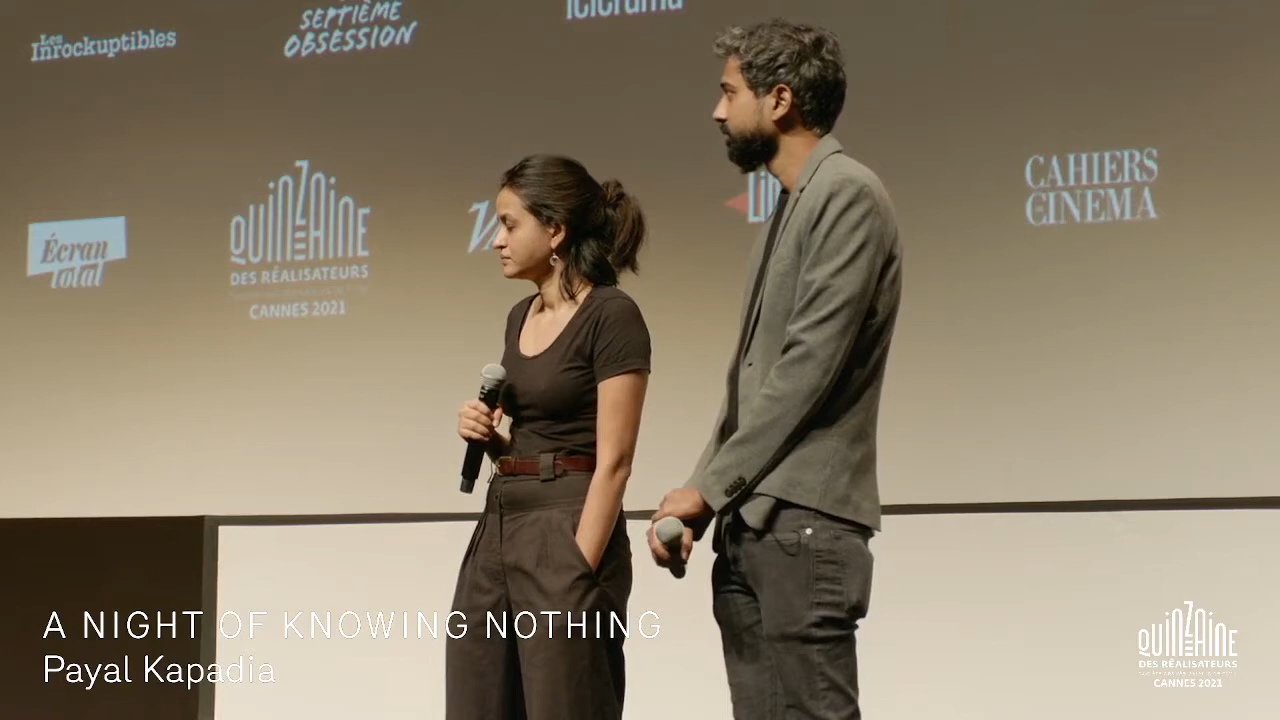 Les
Inrockuptibles
SEPTIÈME
OBSESSION
Écran
total
QUINZAINE
DES RÉALISATEURS
CANNES 2021
CAHIERS
CINEMA
A NIGHT OF KNOWING NOTHING
Payal Kapadia
QUINZAINE
DES RÉALISATEURS
CANNES 2021